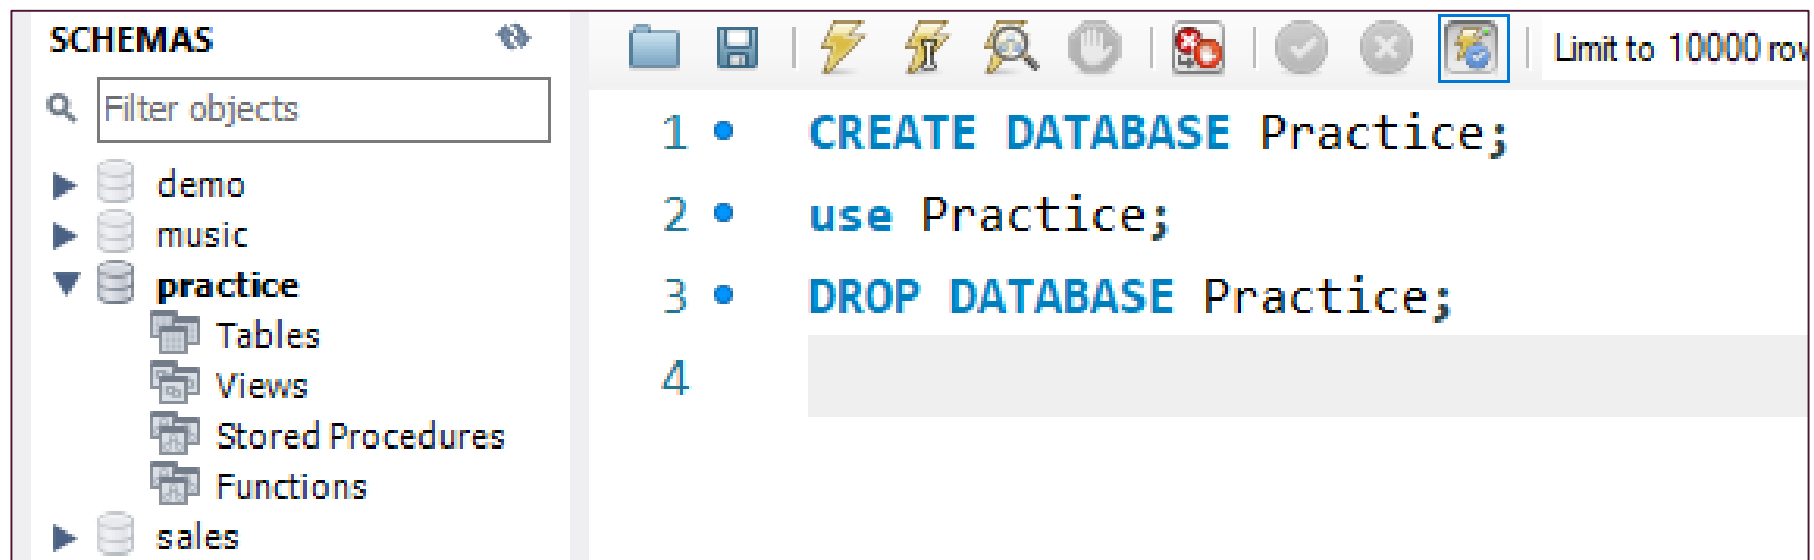 SCHEMAS
Filter objects
demo
music
practice
Tables
Views
Stored Procedures
Functions
sales
Limit to 10000 rov
1 CREATE DATABASE Practice;
2 use Practice;
3 DROP DATABASE Practice;
4